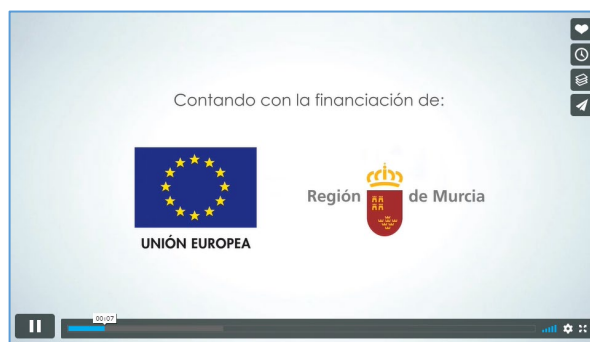 Contando con la financiación de:
UNIÓN EUROPEA
Región de Murcia
00:07